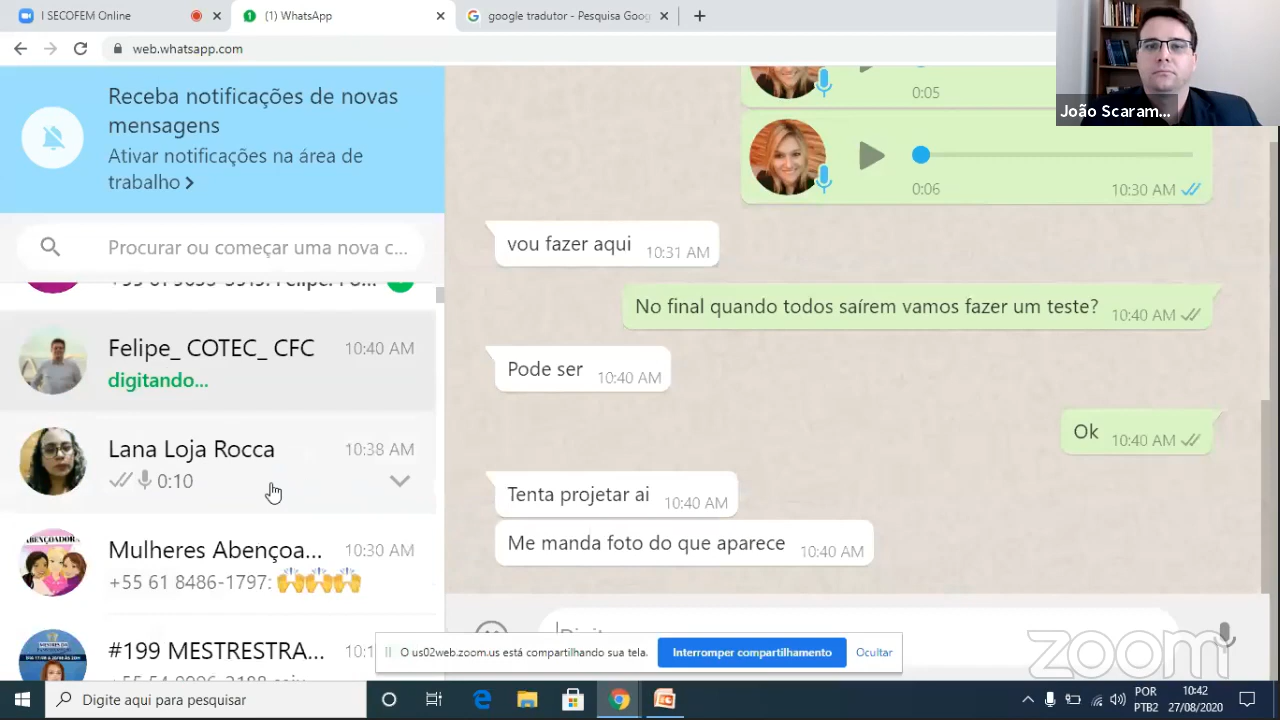 I SECOFEM Online
(1) WhatsApp
google tradutor - Pesquisa Goog
web.whatsapp.com
João Scaram...
Receba notificações de novas
mensagens
Ativar notificações na área de
trabalho >
Procurar ou começar uma nova c...
Felipe_ COTEC_ CFC 10:40 AM
digitando...
Lana Loja Rocca 10:38 AM
0:10
ABENÇOADOR
Mulheres Abençoa... 10:30 AM
+55 61 8486-1797: 🙌🙌🙌
#199 MESTRESTRA...
0:05
0:06 10:30 AM
vou fazer aqui 10:31 AM
No final quando todos saírem vamos fazer um teste? 10:40 AM
Pode ser 10:40 AM
Ok 10:40 AM
Tenta projetar ai 10:40 AM
Me manda foto do que aparece 10:40 AM
O us02web.zoom.us está compartilhando sua tela.
Interromper compartilhamento
Ocultar
zoom
Digite aqui para pesquisar
POR
PTB2
10:42
27/08/2020